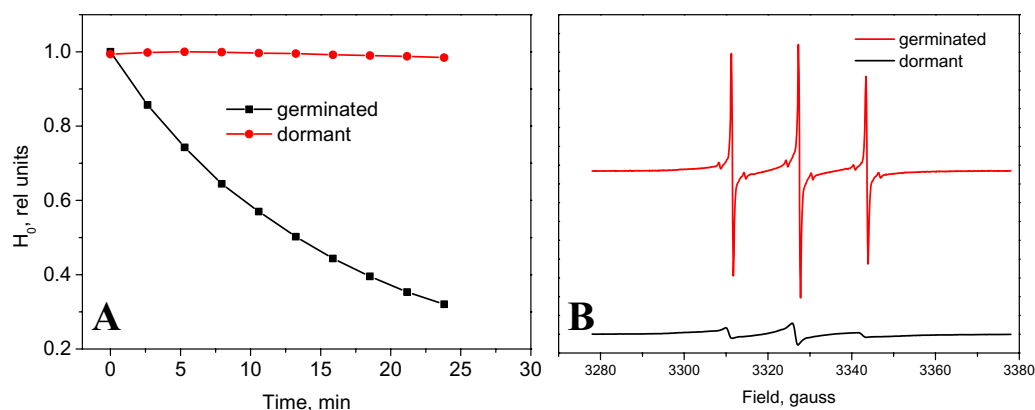 H0, rel units
1.0
0.8
0.6
0.4
0.2
germinated
dormant
A
0 5 10 15 20 25 30
Time, min
germinated
dormant
B
3280 3300 3320 3340 3360 3380
Field, gauss